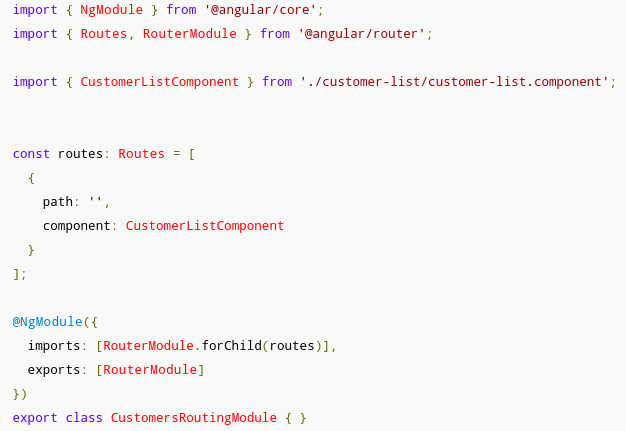 import { NgModule } from '@angular/core';
import { Routes, RouterModule } from '@angular/router';
import { CustomerListComponent } from './customer-list/customer-list.component';
const routes: Routes = [
  {
    path: '',
    component: CustomerListComponent
  }
];
@NgModule({
  imports: [RouterModule.forChild(routes)],
  exports: [RouterModule]
})
export class CustomersRoutingModule { }